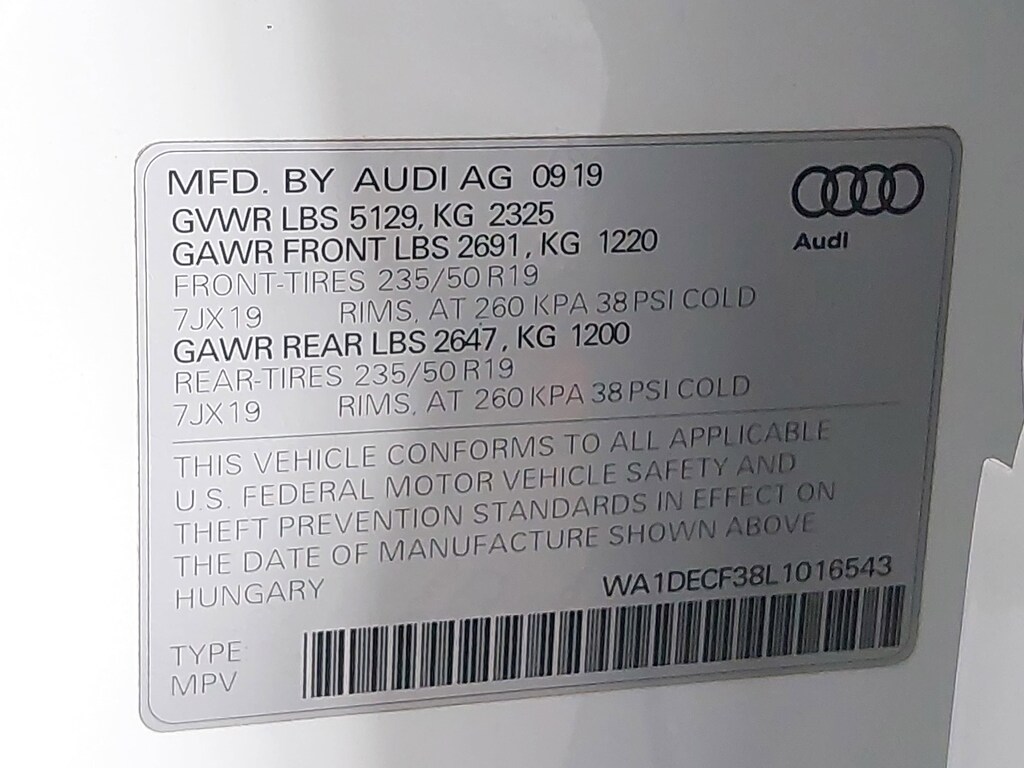 MFD. BY AUDI AG 09 19
GVWR LBS 5129, KG 2325
GAWR FRONT LBS 2691, KG 1220
FRONT-TIRES 235/50 R19
7JX19 RIMS, AT 260 KPA 38 PSI COLD
GAWR REAR LBS 2647, KG 1200
REAR-TIRES 235/50 R19
7JX19 RIMS, AT 260 KPA 38 PSI COLD
Audi
THIS VEHICLE CONFORMS TO ALL APPLICABLE
U.S. FEDERAL MOTOR VEHICLE SAFETY AND
THEFT PREVENTION STANDARDS IN EFFECT ON
THE DATE OF MANUFACTURE SHOWN ABOVE
HUNGARY WA1DECF38L1016543
TYPE
MPV